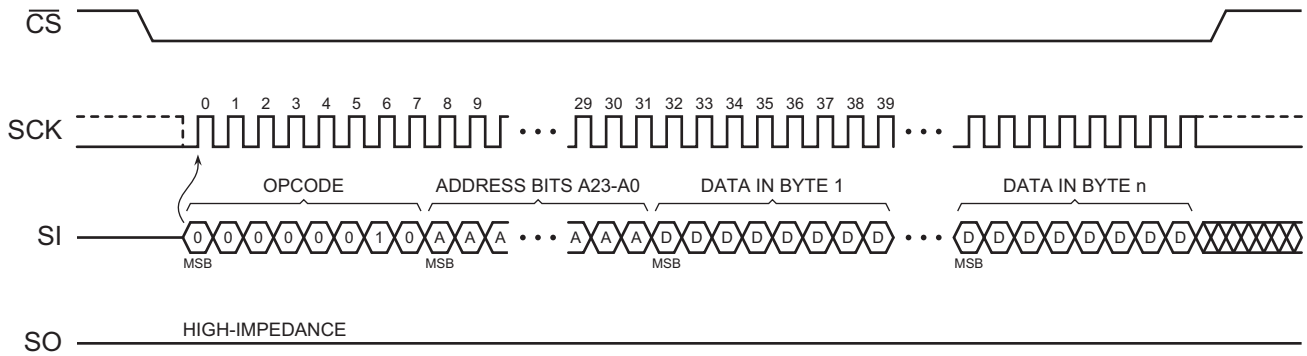 CS
0 1 2 3 4 5 6 7 8 9 29 30 31 32 33 34 35 36 37 38 39
SCK
OPCODE ADDRESS BITS A23-A0 DATA IN BYTE 1 DATA IN BYTE n
SI 0 0 0 0 0 0 1 0 A A A A A A D D D D D D D D D D D D D D D D
MSB MSB MSB MSB
HIGH-IMPEDANCE
SO